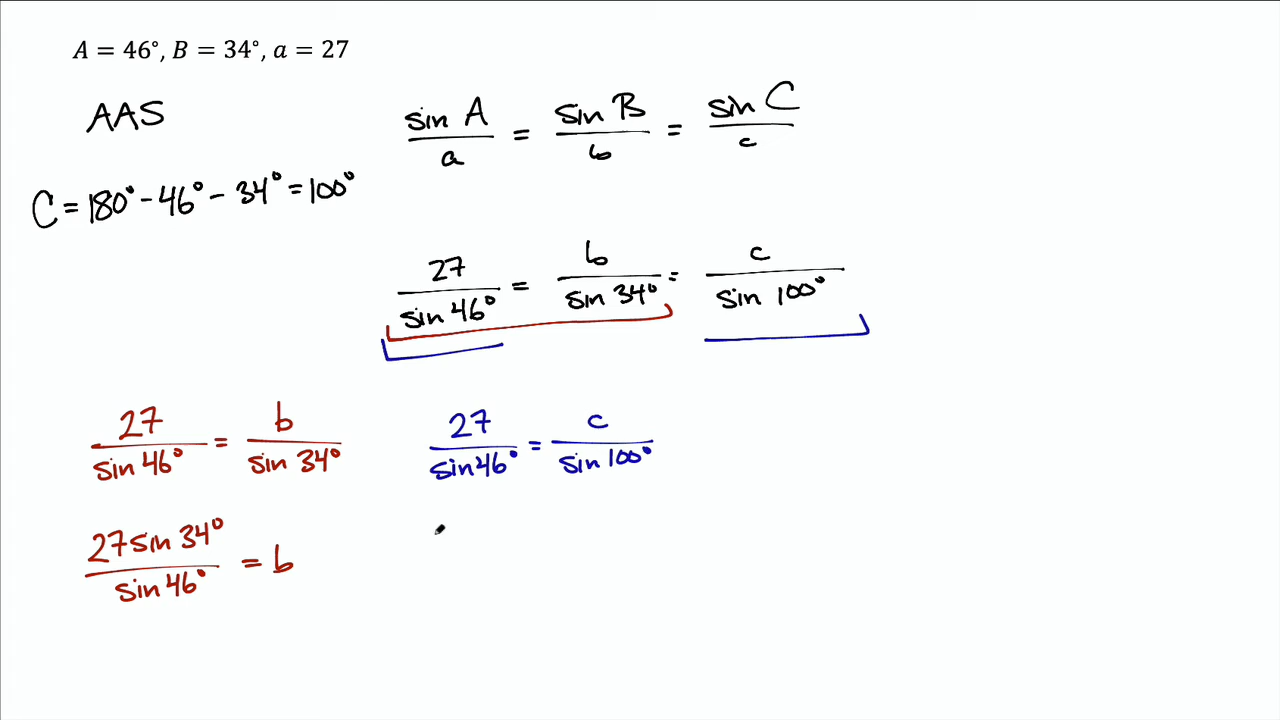 A = 46°, B = 34°, a = 27
AAS
sin A / a = sin B / b = sin C / c
C = 180° - 46° - 34° = 100°
27 / sin 46° = b / sin 34° = c / sin 100°
27 / sin 46° = b / sin 34°
27 / sin 46° = c / sin 100°
27 sin 34° / sin 46° = b